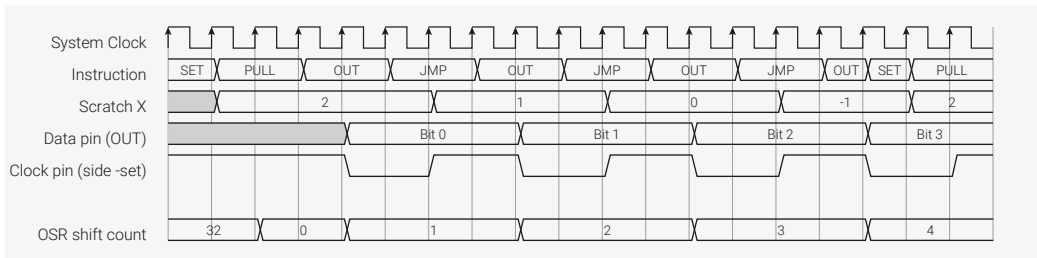 System Clock
Instruction SET PULL OUT JMP OUT JMP OUT JMP OUT SET PULL
Scratch X 2 1 0 -1 2
Data pin (OUT) Bit 0 Bit 1 Bit 2 Bit 3
Clock pin (side -set)
OSR shift count 32 0 1 2 3 4